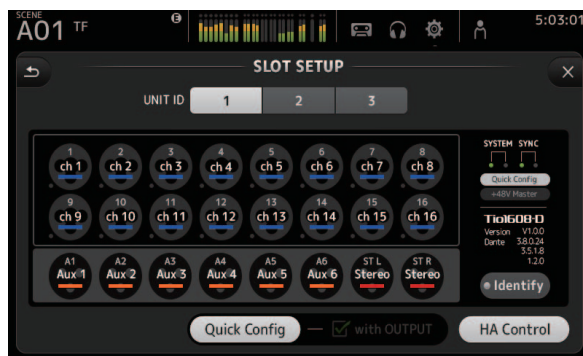 SCENE
A01 TF
E
5:03:01
SLOT SETUP
UNIT ID 1 2 3
1 2 3 4 5 6 7 8
ch 1 ch 2 ch 3 ch 4 ch 5 ch 6 ch 7 ch 8
9 10 11 12 13 14 15 16
ch 9 ch 10 ch 11 ch 12 ch 13 ch 14 ch 15 ch 16
A1 A2 A3 A4 A5 A6 ST L ST R
Aux 1 Aux 2 Aux 3 Aux 4 Aux 5 Aux 6 Stereo Stereo
SYSTEM SYNC
Quick Config
+48V Master
Tio1608-D
Version V1.0.0
Dante 3.8.0.24
3.5.1.8
1.2.0
Identify
Quick Config with OUTPUT HA Control